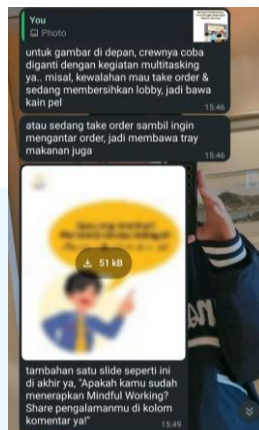 You
Photo
untuk gambar di depan, crewnya coba
diganti dengan kegiatan multitasking
ya.. misal, kewalahan mau take order &
sedang membersihkan lobby, jadi bawa
kain pel
15:46
atau sedang take order sambil ingin
mengantar order, jadi membawa tray
makanan juga
15:46
51 kB
tambahan satu slide seperti ini
di akhir ya, "Apakah kamu sudah
menerapkan Mindful Working?
Share pengalamanmu di kolom
komentar ya!"
15:49